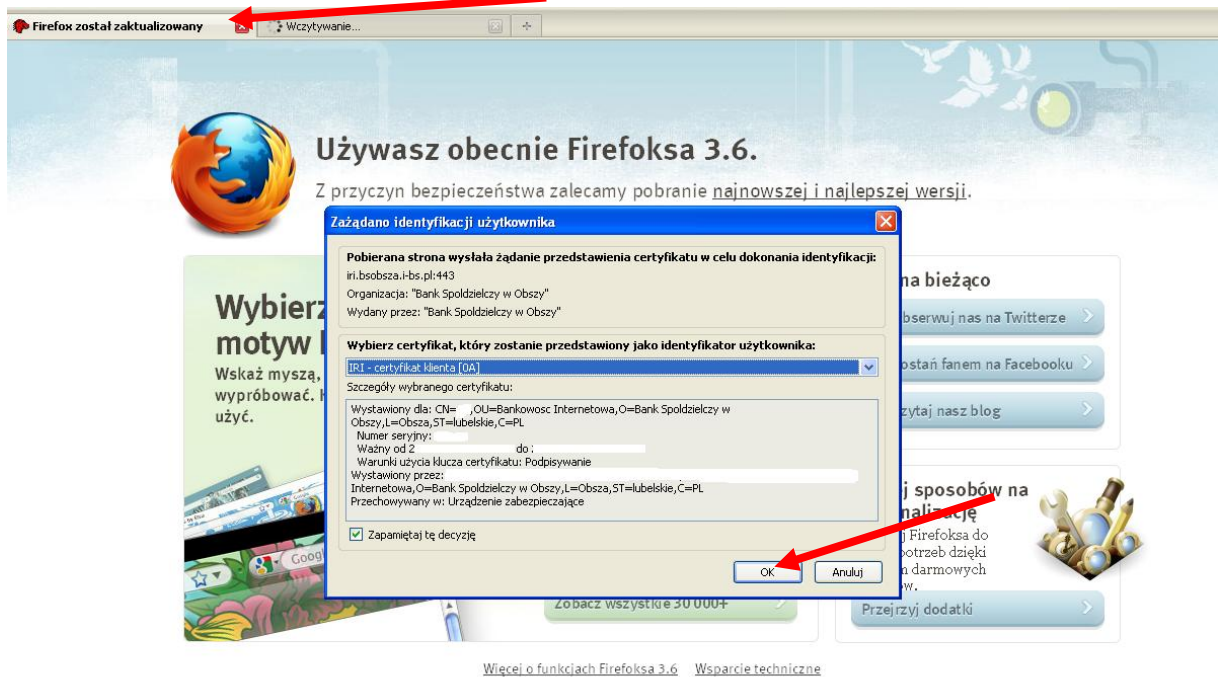 Firefox został zaktualizowany
Wczytywanie...
Używasz obecnie Firefoksa 3.6.
Z przyczyn bezpieczeństwa zalecamy pobranie najnowszej i najlepszej wersji.
Zażądano identyfikacji użytkownika
Pobierana strona wysłała żądanie przedstawienia certyfikatu w celu dokonania identyfikacji:
iri.bsobsza.i-bs.pl:443
Organizacja: "Bank Spoldzielczy w Obszy"
Wydany przez: "Bank Spoldzielczy w Obszy"
Wybierz certyfikat, który zostanie przedstawiony jako identyfikator użytkownika:
IRI - certyfikat klienta [0A]
Szczegóły wybranego certyfikatu:
Wystawiony dla: CN= ,OU=Bankowosc Internetowa,O=Bank Spoldzielczy w
Obszy,L=Obsza,ST=lubelskie,C=PL
Numer seryjny:
Ważny od 2 do :
Warunki użycia klucza certyfikatu: Podpisywanie
Wystawiony przez:
Internetowa,O=Bank Spoldzielczy w Obszy,L=Obsza,ST=lubelskie,C=PL
Przechowywany w: Urządzenie zabezpieczające
Zapamiętaj tę decyzję
OK
Anuluj
Wybierz
motyw
Wskaż myszą,
wypróbować.
użyć.
Goog
Zobacz wszystkie 30 000+
na bieżąco
bserwuj nas na Twitterze
ostań fanem na Facebooku
zytaj nasz blog
j sposobów na
nalizację
j Firefoksa do
potrzeb dzięki
m darmowych
ów.
Przejrzyj dodatki
Więcej o funkcjach Firefoksa 3.6
Wsparcie techniczne